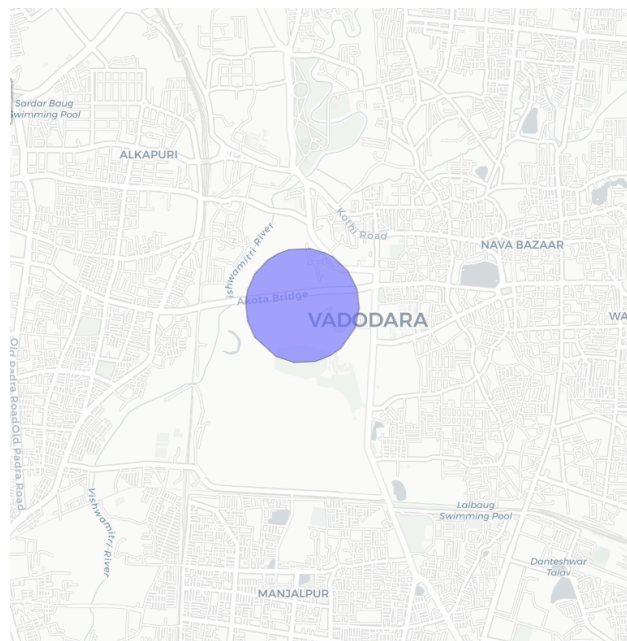 Sardar Baug
Swimming Pool
ALKAPURI
Kothi Road
Ishwamitri River
NAVA BAZAAR
Akota Bridge
VADODARA
WA
Old Padra Road
Old Padra Road
Vishwamitri River
Lalbaug
Swimming Pool
Danteshwar
Talav
MANJALPUR